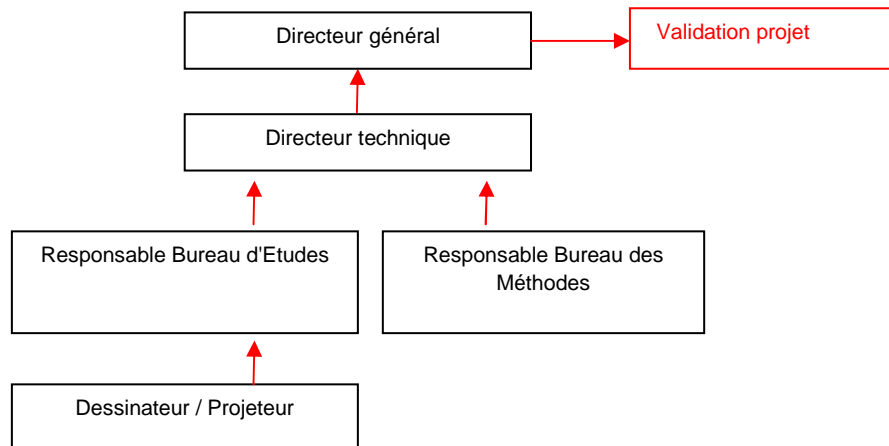 Directeur général
Validation projet
Directeur technique
Responsable Bureau d'Etudes
Responsable Bureau des
Méthodes
Dessinateur / Projeteur